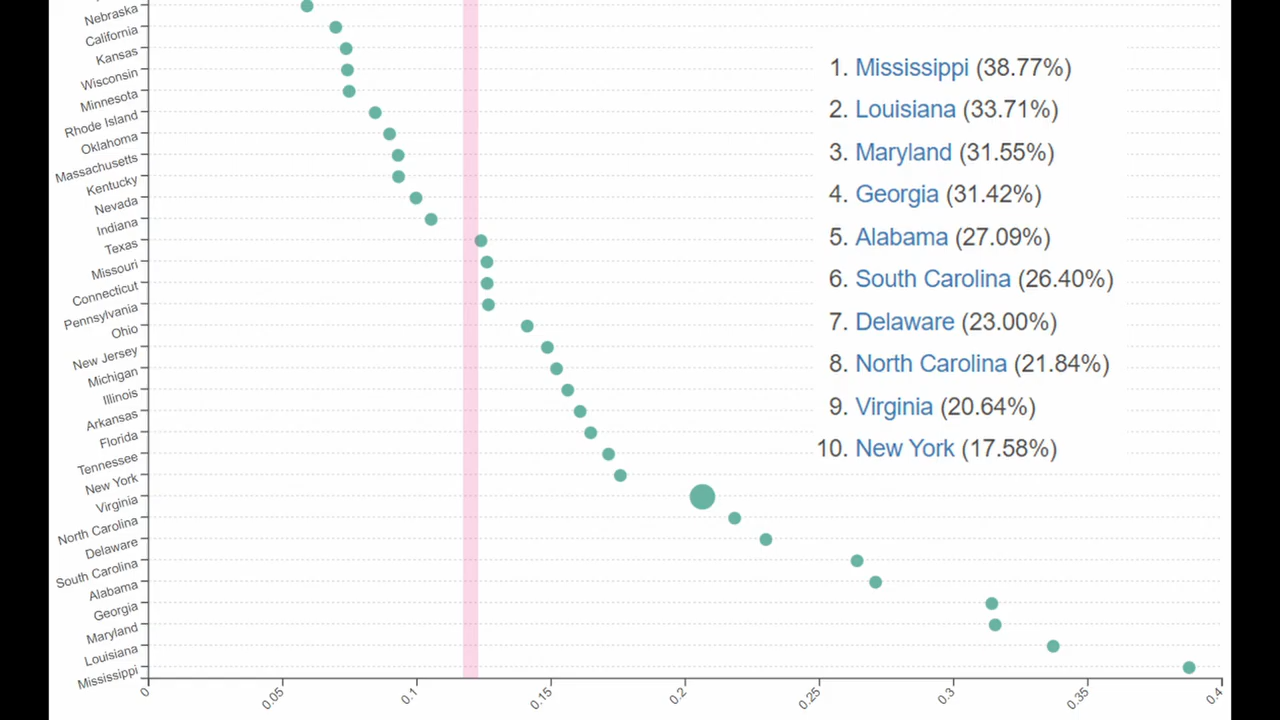 Nebraska
California
Kansas
Wisconsin
Minnesota
Rhode Island
Oklahoma
Massachusetts
Kentucky
Nevada
Indiana
Texas
Missouri
Connecticut
Pennsylvania
Ohio
New Jersey
Michigan
Illinois
Arkansas
Florida
Tennessee
New York
Virginia
North Carolina
Delaware
South Carolina
Alabama
Georgia
Maryland
Louisiana
Mississippi
0 0.05 0.1 0.15 0.2 0.25 0.3 0.35 0.4
1. Mississippi (38.77%)
2. Louisiana (33.71%)
3. Maryland (31.55%)
4. Georgia (31.42%)
5. Alabama (27.09%)
6. South Carolina (26.40%)
7. Delaware (23.00%)
8. North Carolina (21.84%)
9. Virginia (20.64%)
10. New York (17.58%)